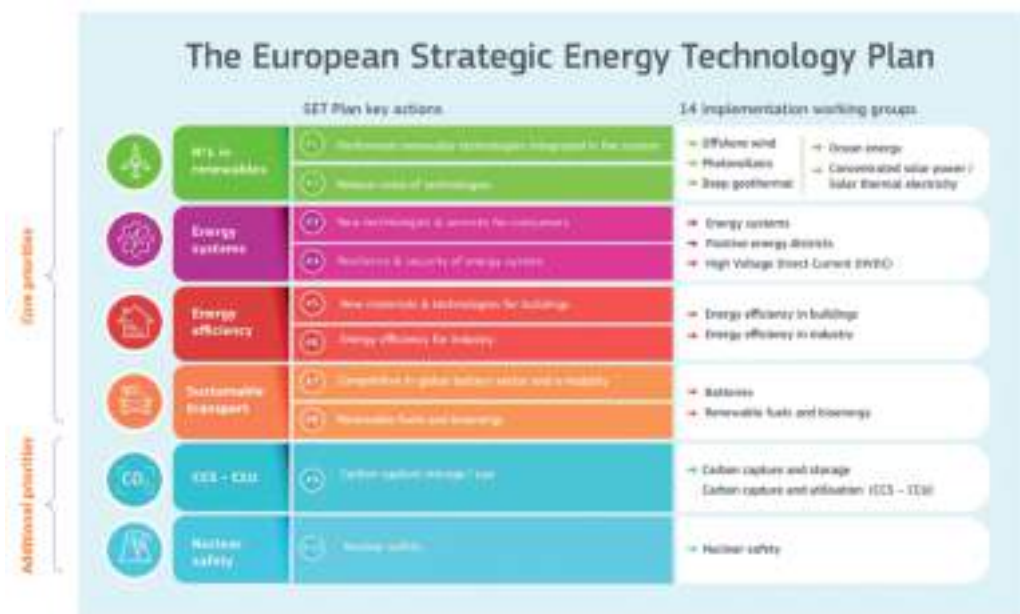 The European Strategic Energy Technology Plan
SET Plan key actions
14 implementation working groups
Core priorities
N°1 in
renewables
Performant renewable technologies integrated in the system
Reduce costs of technologies
Offshore wind
Photovoltaics
Deep geothermal
Ocean energy
Concentrated solar power /
Solar thermal electricity
Energy
systems
New technologies & services for consumers
Resilience & security of energy system
Energy systems
Positive energy districts
High Voltage Direct Current (HVDC)
Energy
efficiency
New materials & technologies for buildings
Energy efficiency for industry
Energy efficiency in buildings
Energy efficiency in industry
Sustainable
transport
Competitive in global battery sector and e-mobility
Renewable fuels and bioenergy
Batteries
Renewable fuels and bioenergy
Additional priorities
CO₂
CCS - CCU
Carbon capture storage / use
Carbon capture and storage
Carbon capture and utilisation (CCS - CCU)
Nuclear
safety
Nuclear safety
Nuclear safety